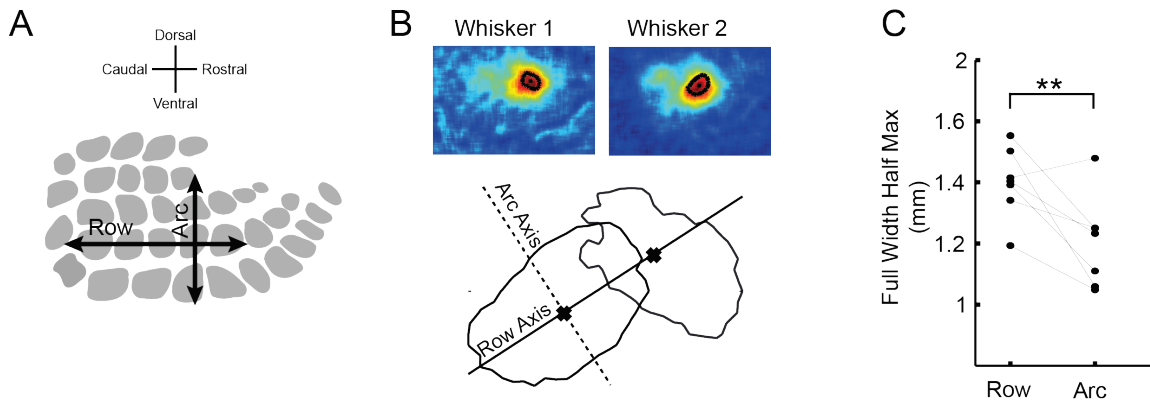 A
Dorsal
Caudal
Rostral
Ventral
Row
Arc
B
Whisker 1
Whisker 2
Arc Axis
Row Axis
C
Full Width Half Max
(mm)
2
1.6
1.4
1.2
1
**
Row
Arc